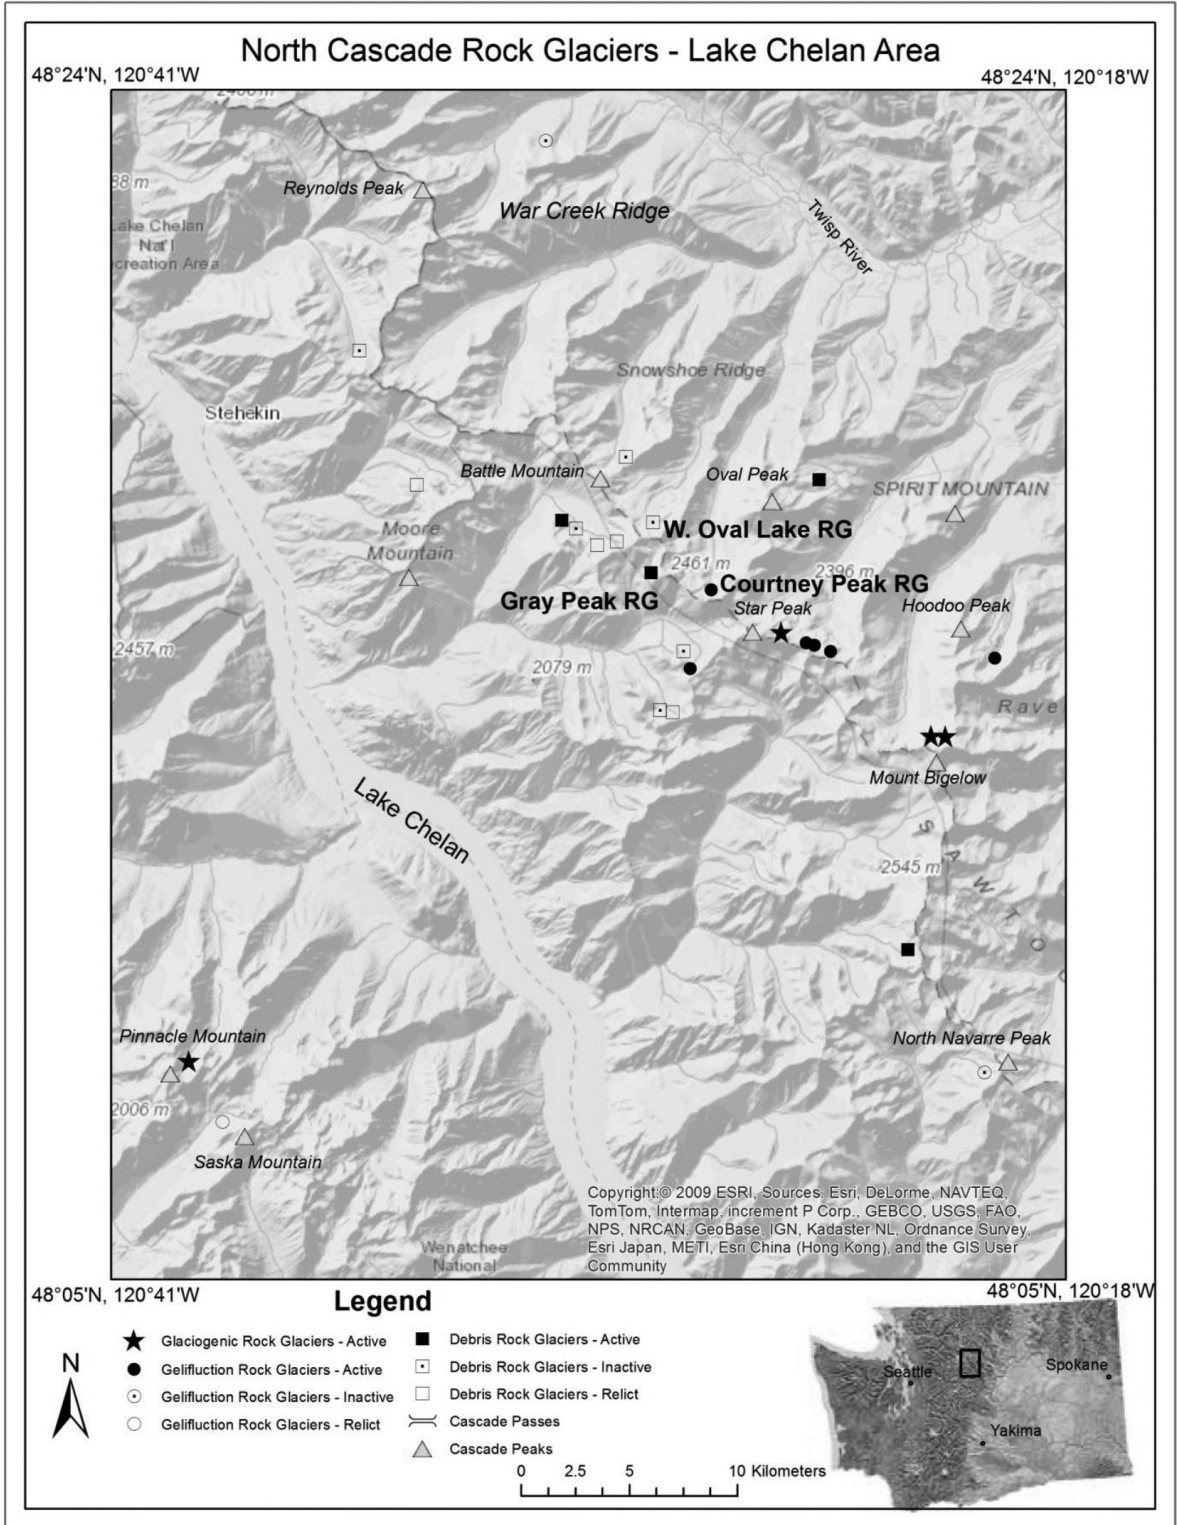 North Cascade Rock Glaciers - Lake Chelan Area
48°24'N, 120°41'W
48°24'N, 120°18'W
88 m
Reynolds Peak
War Creek Ridge
Twisp River
Lake Chelan
Nat'l
ecreation Area
Snowshoe Ridge
Stehekin
Battle Mountain
Oval Peak
SPIRIT MOUNTAIN
Moore
Mountain
W. Oval Lake RG
2461 m
2396 m
Courtney Peak RG
Gray Peak RG
Star Peak
Hoodoo Peak
2457 m
2079 m
Rave
Mount Bigelow
Lake Chelan
2545 m
S A W T O
Pinnacle Mountain
North Navarre Peak
2006 m
Saska Mountain
Wenatchee
National
Copyright:© 2009 ESRI, Sources: Esri, DeLorme, NAVTEQ,
TomTom, Intermap, increment P Corp., GEBCO, USGS, FAO,
NPS, NRCAN, GeoBase, IGN, Kadaster NL, Ordnance Survey,
Esri Japan, METI, Esri China (Hong Kong), and the GIS User
Community
48°05'N, 120°41'W
48°05'N, 120°18'W
Legend
Glaciogenic Rock Glaciers - Active
Gelifluction Rock Glaciers - Active
Gelifluction Rock Glaciers - Inactive
Gelifluction Rock Glaciers - Relict
Debris Rock Glaciers - Active
Debris Rock Glaciers - Inactive
Debris Rock Glaciers - Relict
Cascade Passes
Cascade Peaks
N
0 2.5 5 10 Kilometers
Seattle
Spokane
Yakima